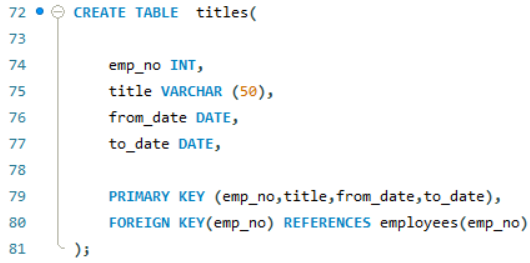 72 CREATE TABLE  titles(
73
74 emp_no INT,
75 title VARCHAR (50),
76 from_date DATE,
77 to_date DATE,
78
79 PRIMARY KEY (emp_no,title,from_date,to_date),
80 FOREIGN KEY(emp_no) REFERENCES employees(emp_no)
81 );